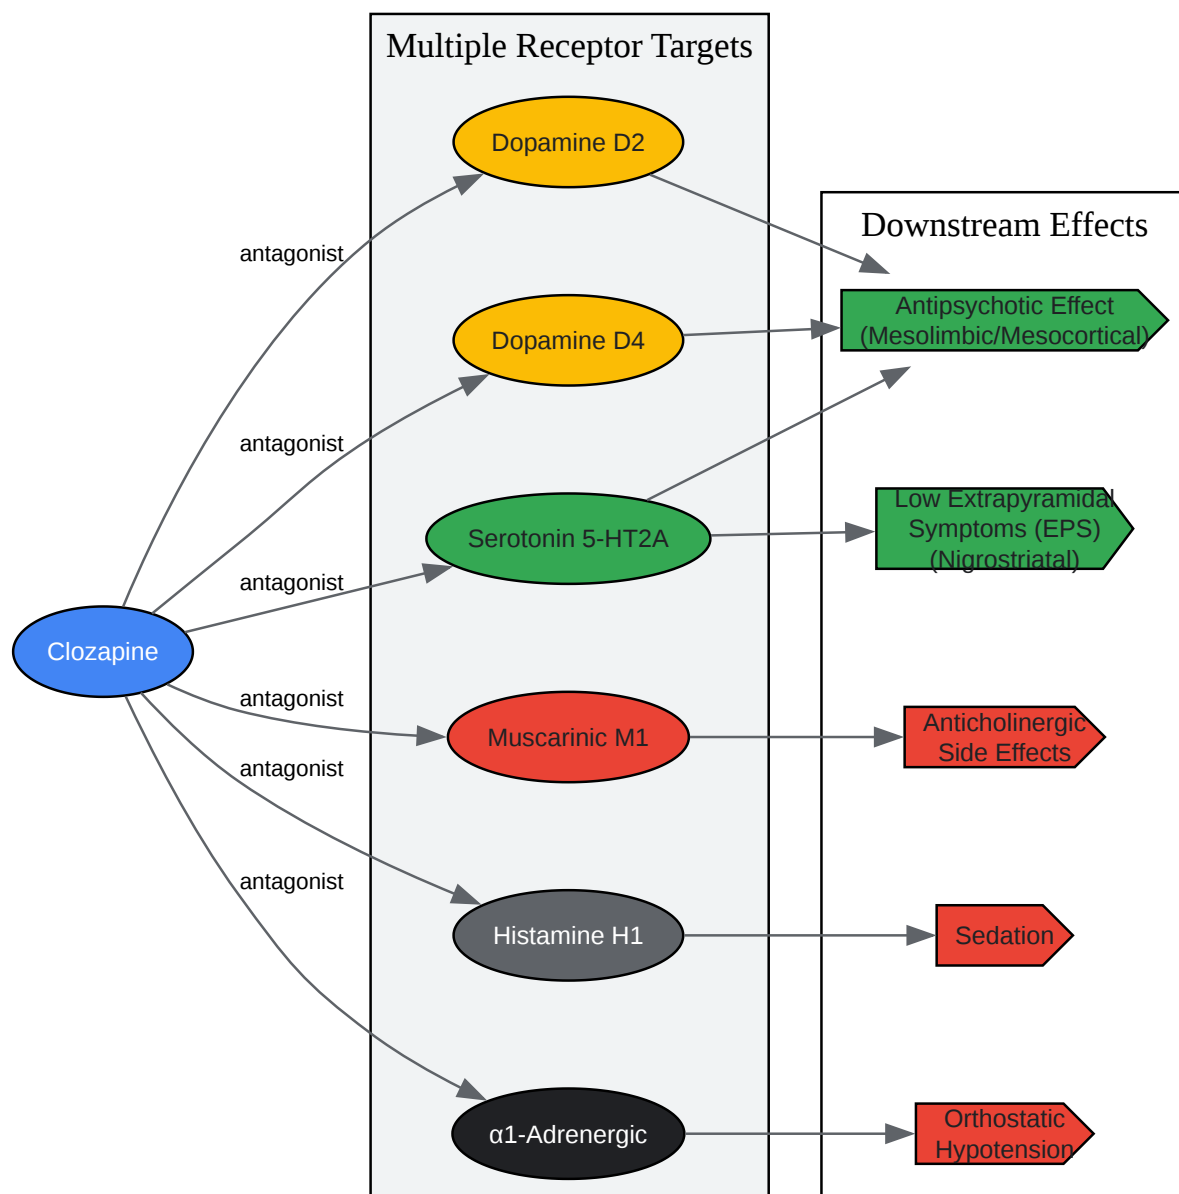 Multiple Receptor Targets
Dopamine D2
Downstream Effects
antagonist
Antipsychotic Effect
(Mesolimbic/Mesocortical)
Dopamine D4
antagonist
Low Extrapyramidal
Symptoms (EPS)
(Nigrostriatal)
Serotonin 5-HT2A
antagonist
Clozapine
antagonist
Muscarinic M1
Anticholinergic
Side Effects
antagonist
antagonist
Histamine H1
Sedation
α1-Adrenergic
Orthostatic
Hypotension